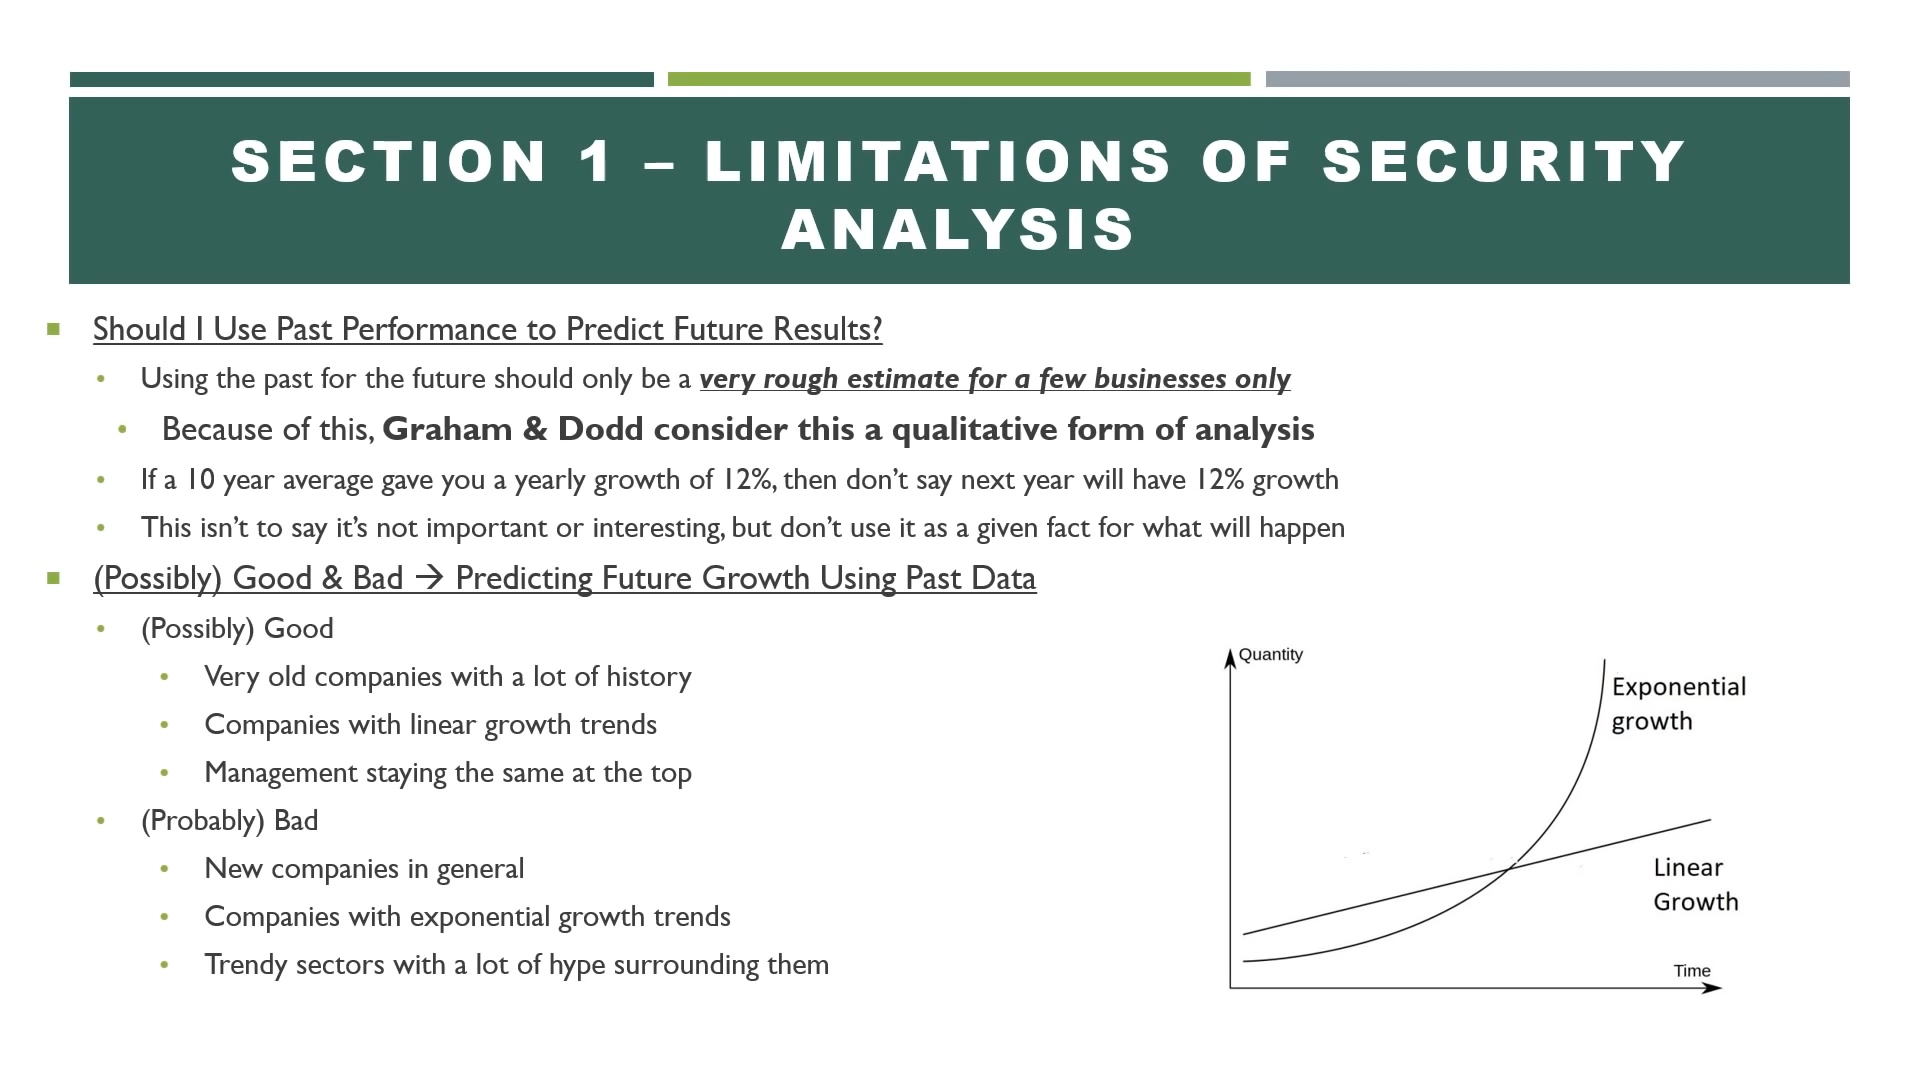 SECTION 1 – LIMITATIONS OF SECURITY
ANALYSIS
Should I Use Past Performance to Predict Future Results?
Using the past for the future should only be a very rough estimate for a few businesses only
Because of this, Graham & Dodd consider this a qualitative form of analysis
If a 10 year average gave you a yearly growth of 12%, then don’t say next year will have 12% growth
This isn’t to say it’s not important or interesting, but don’t use it as a given fact for what will happen
(Possibly) Good & Bad → Predicting Future Growth Using Past Data
(Possibly) Good
Very old companies with a lot of history
Companies with linear growth trends
Management staying the same at the top
(Probably) Bad
New companies in general
Companies with exponential growth trends
Trendy sectors with a lot of hype surrounding them
Quantity
Exponential
growth
Linear
Growth
Time